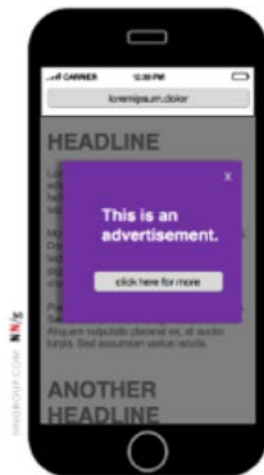 CARRIER 12:00 PM
loremipsum.dolor
HEADLINE
X
This is an
advertisement.
click here for more
Aliquam vulputate placerat ex, at auctor
turpis. Sed accumsan varius iaculis.
ANOTHER
HEADLINE
NNGROUP.COM NN/g